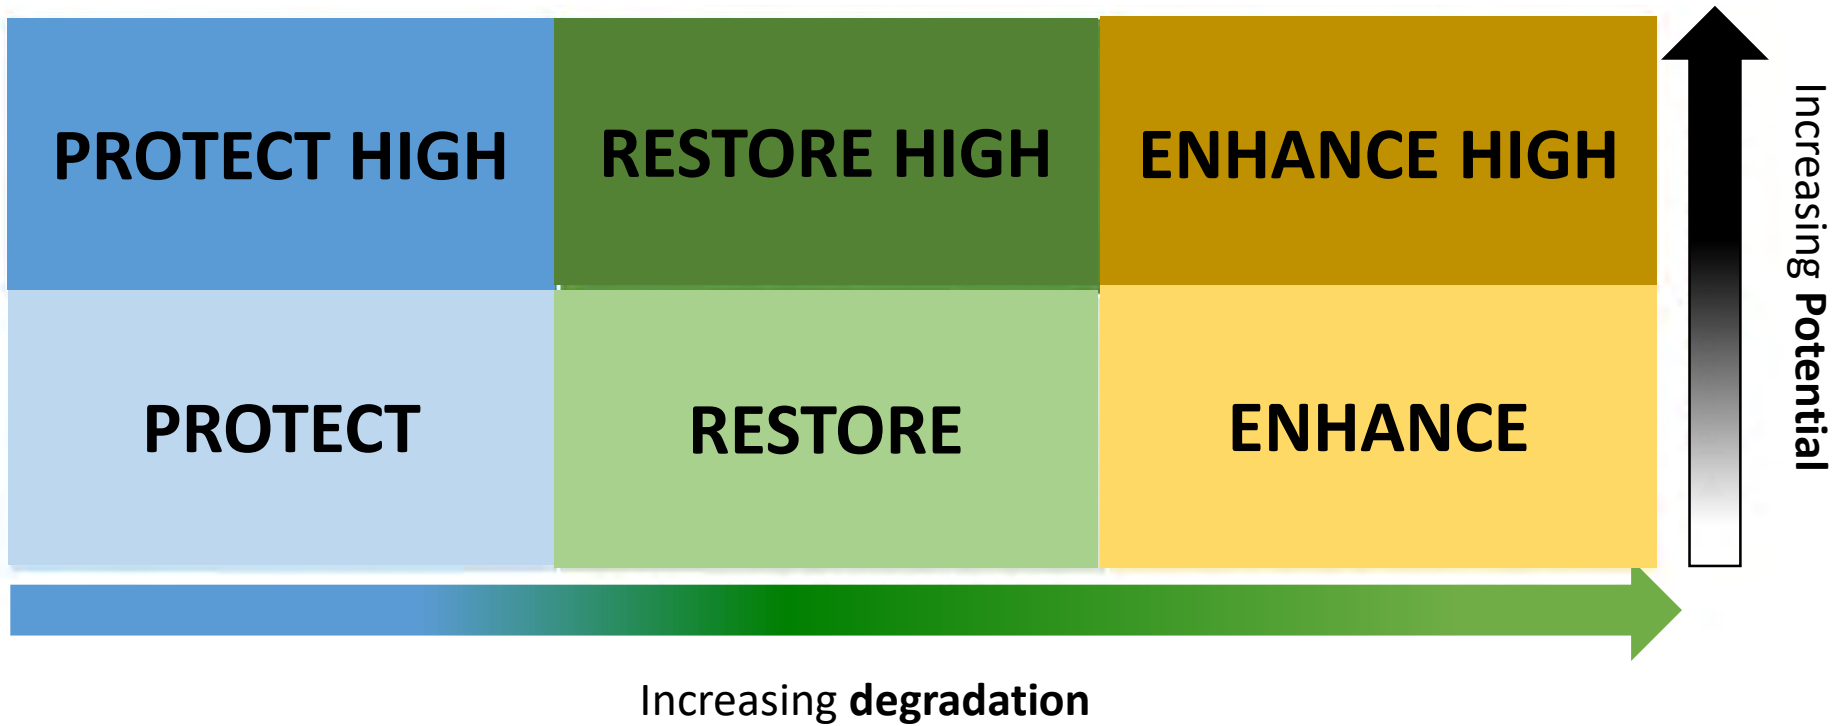 PROTECT HIGH
RESTORE HIGH
ENHANCE HIGH
PROTECT
RESTORE
ENHANCE
Increasing Potential
Increasing degradation